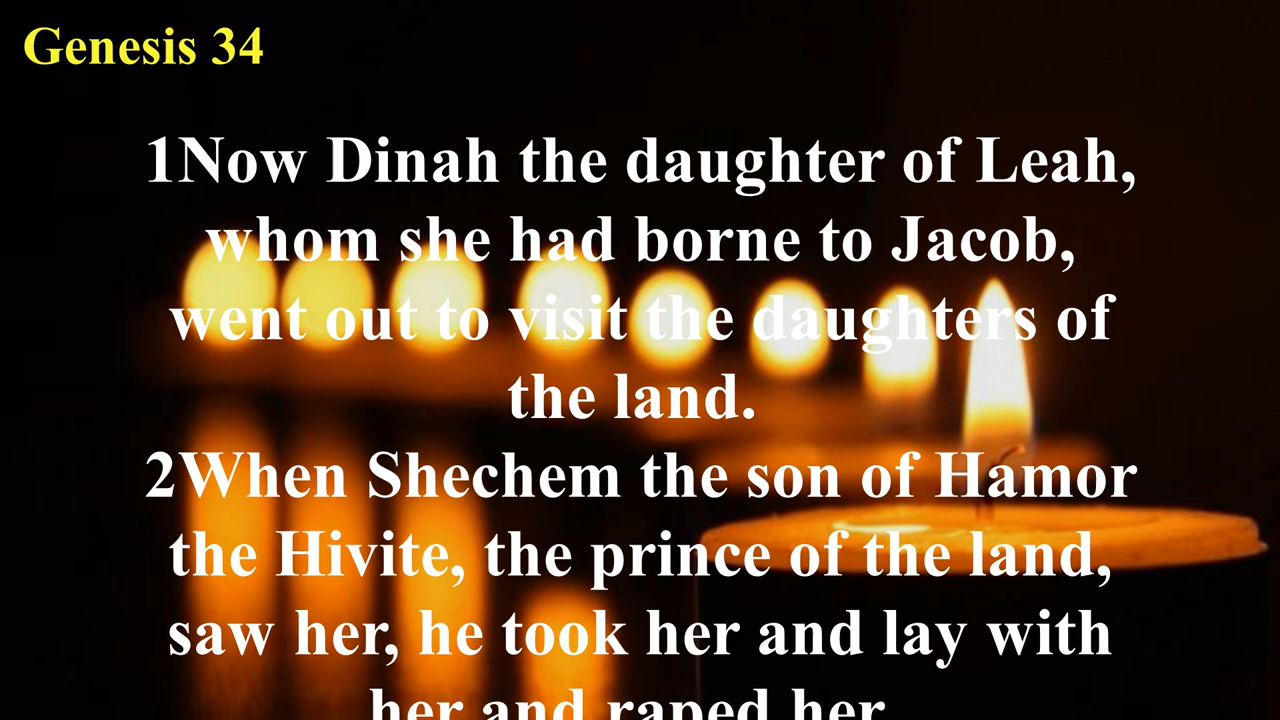 Genesis 34
1Now Dinah the daughter of Leah,
whom she had borne to Jacob,
went out to visit the daughters of
the land.
2When Shechem the son of Hamor
the Hivite, the prince of the land,
saw her, he took her and lay with
her and raped her